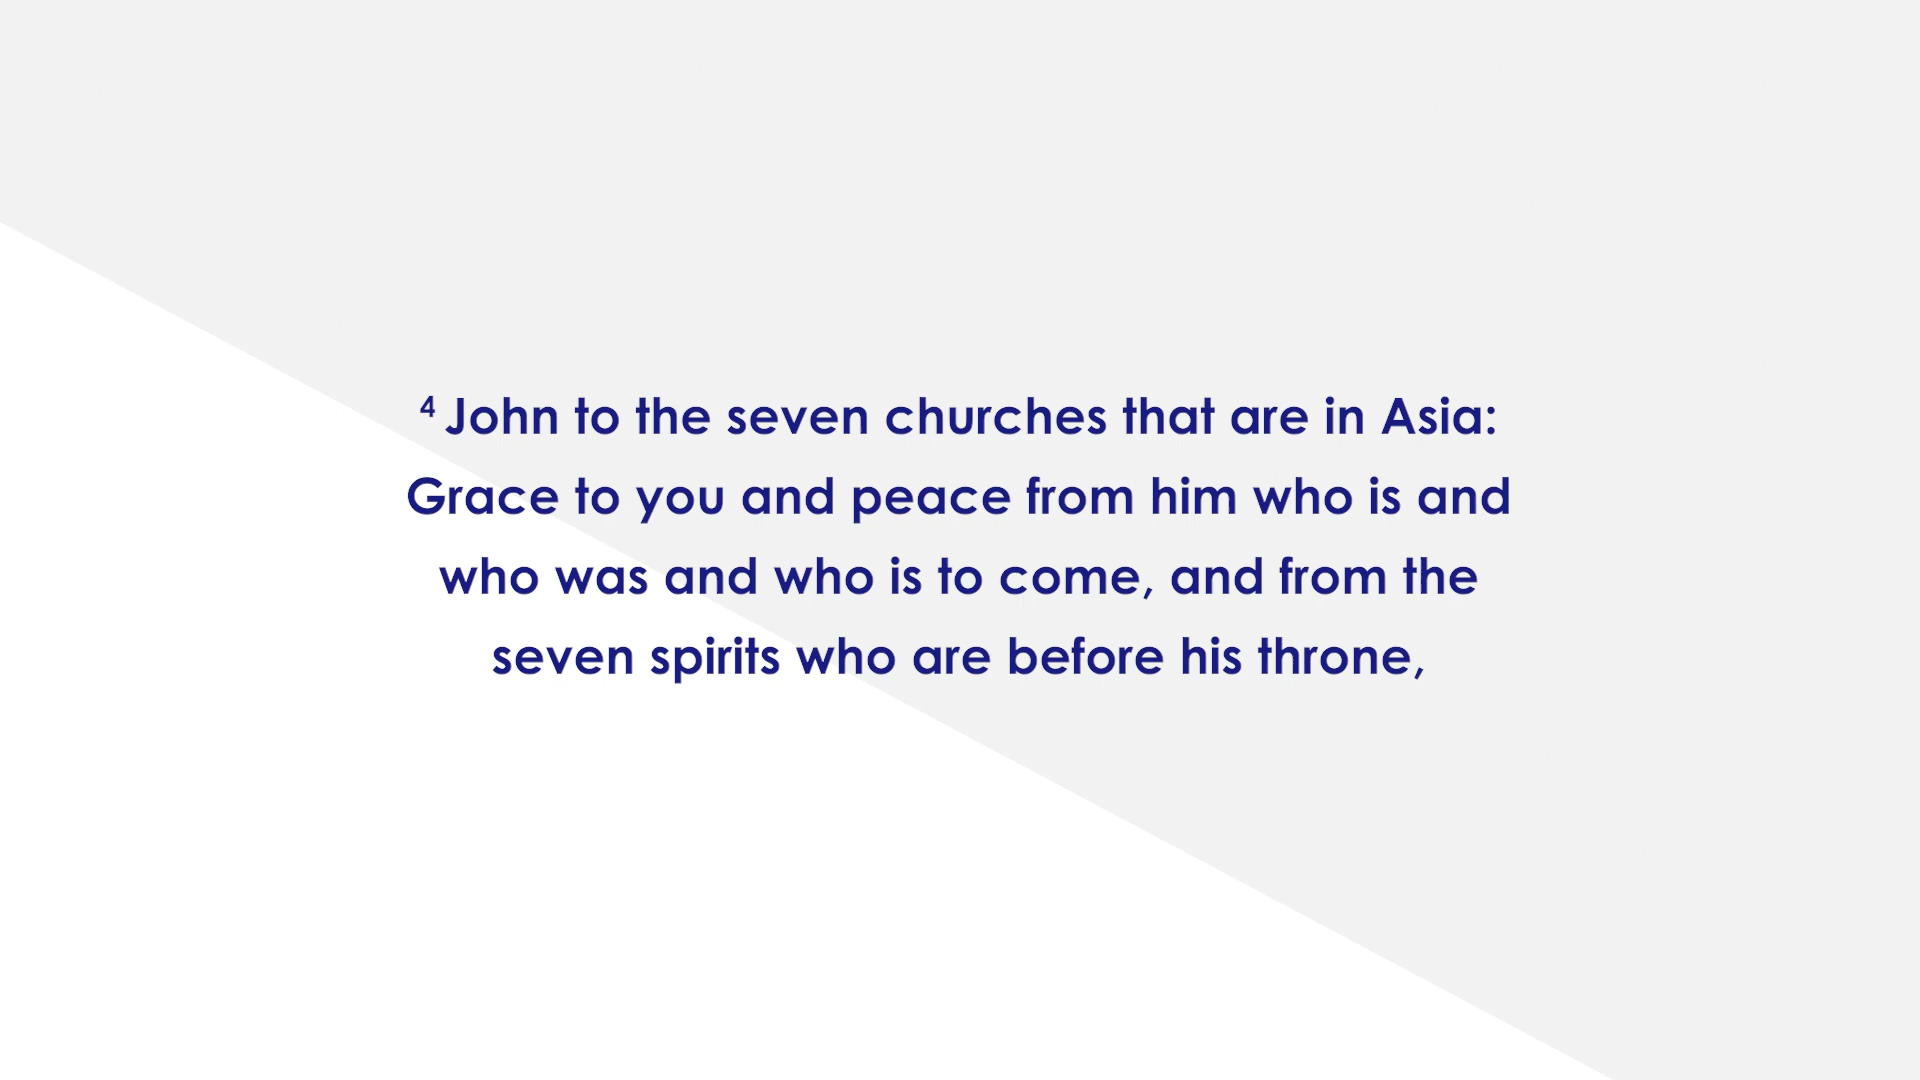 4 John to the seven churches that are in Asia:
Grace to you and peace from him who is and
who was and who is to come, and from the
seven spirits who are before his throne,